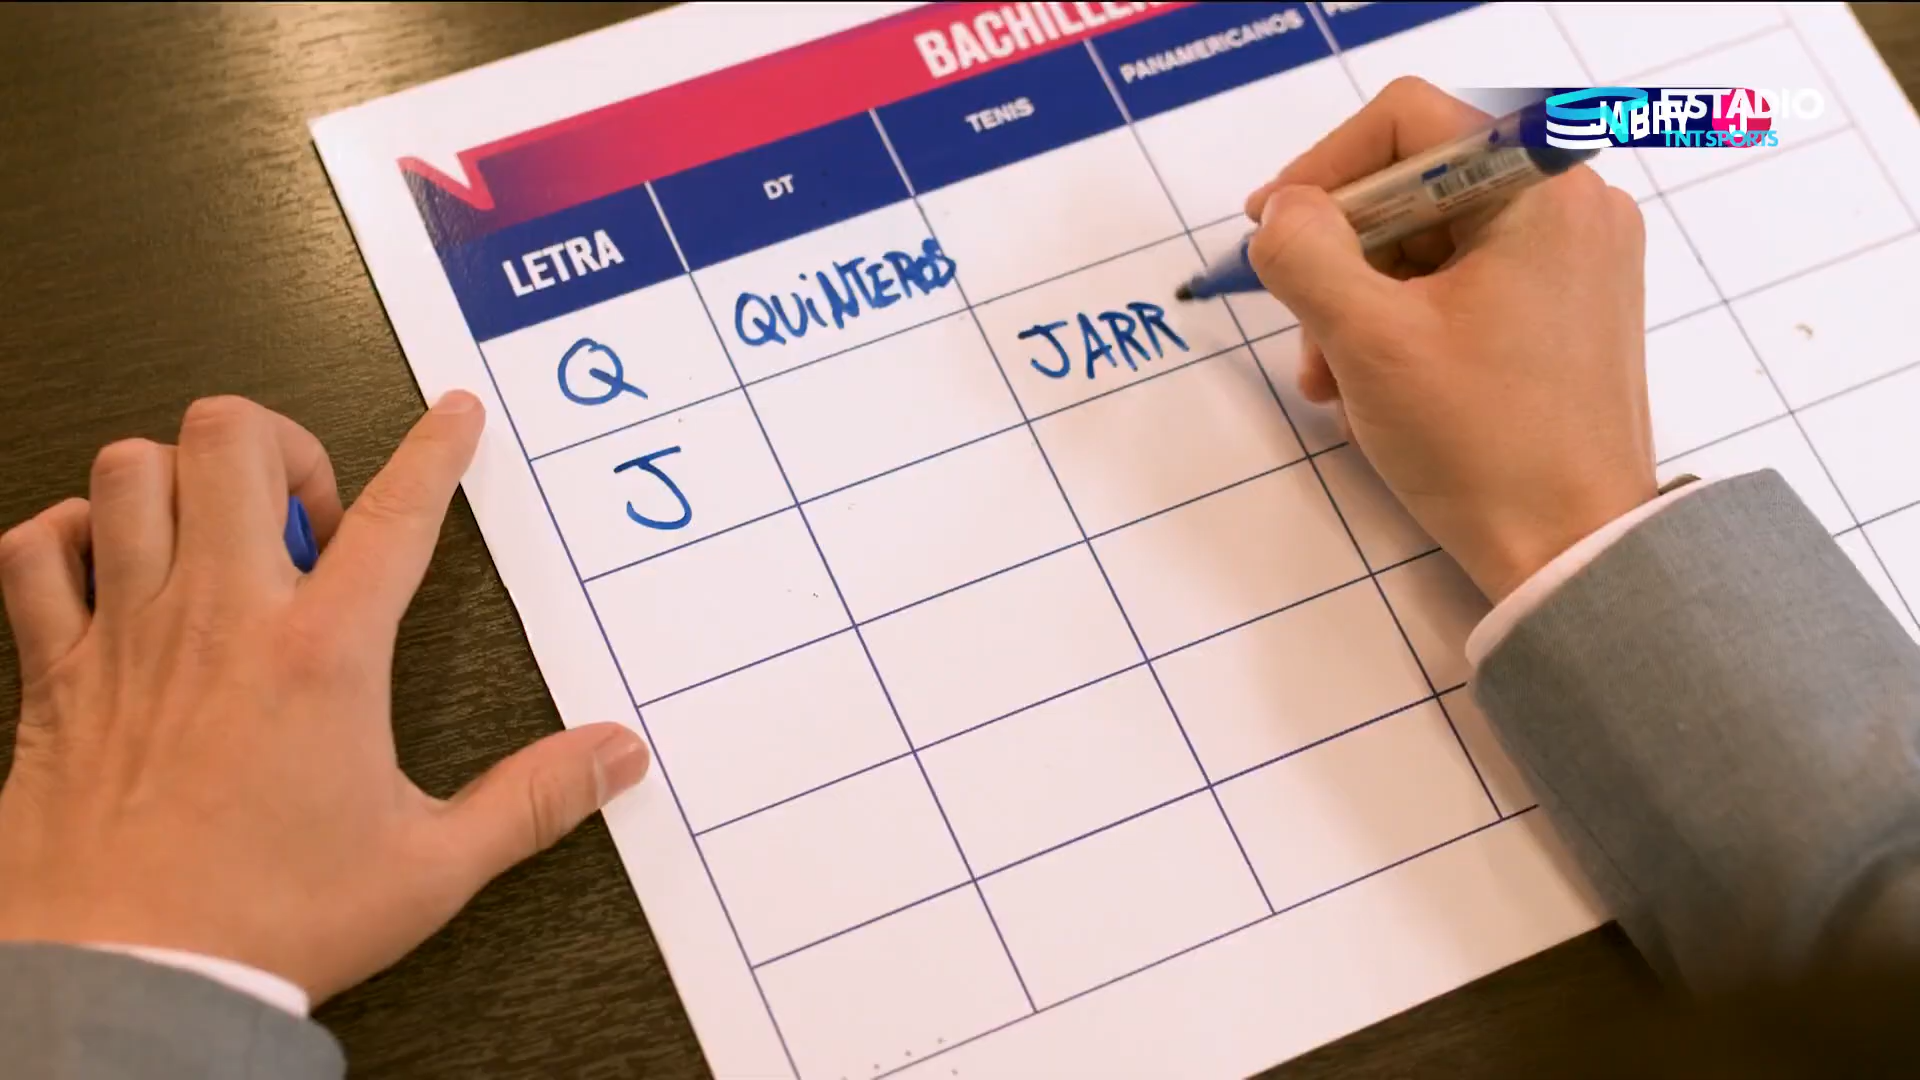 BACHILLE
LETRA DT TENIS PANAMERICANOS
Q QUINTEROS
J JARR
ESTADIO
TNT SPORTS